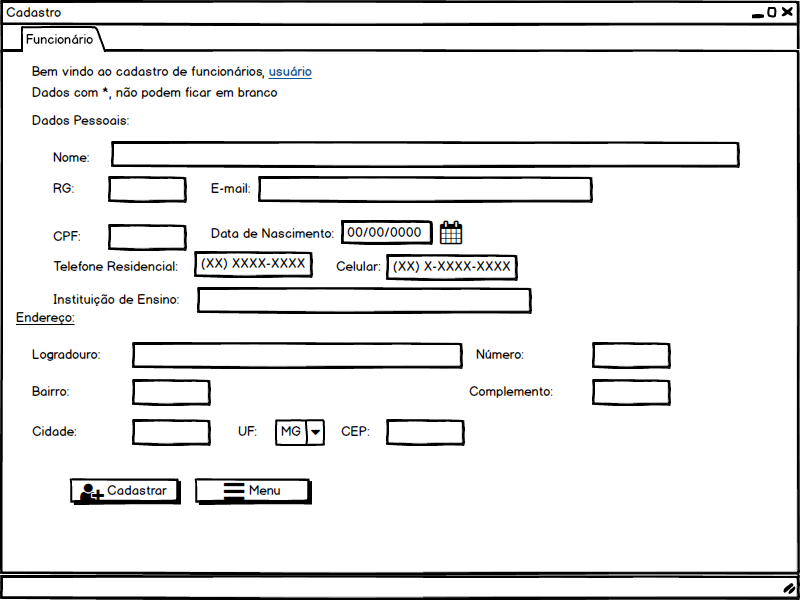 Cadastro
Funcionário
Bem vindo ao cadastro de funcionários, usuário
Dados com *, não podem ficar em branco
Dados Pessoais:
Nome:
RG: E-mail:
CPF: Data de Nascimento: 00/00/0000
Telefone Residencial: (XX) XXXX-XXXX Celular: (XX) X-XXXX-XXXX
Instituição de Ensino:
Endereço:
Logradouro: Número:
Bairro: Complemento:
Cidade: UF: MG CEP:
Cadastrar Menu